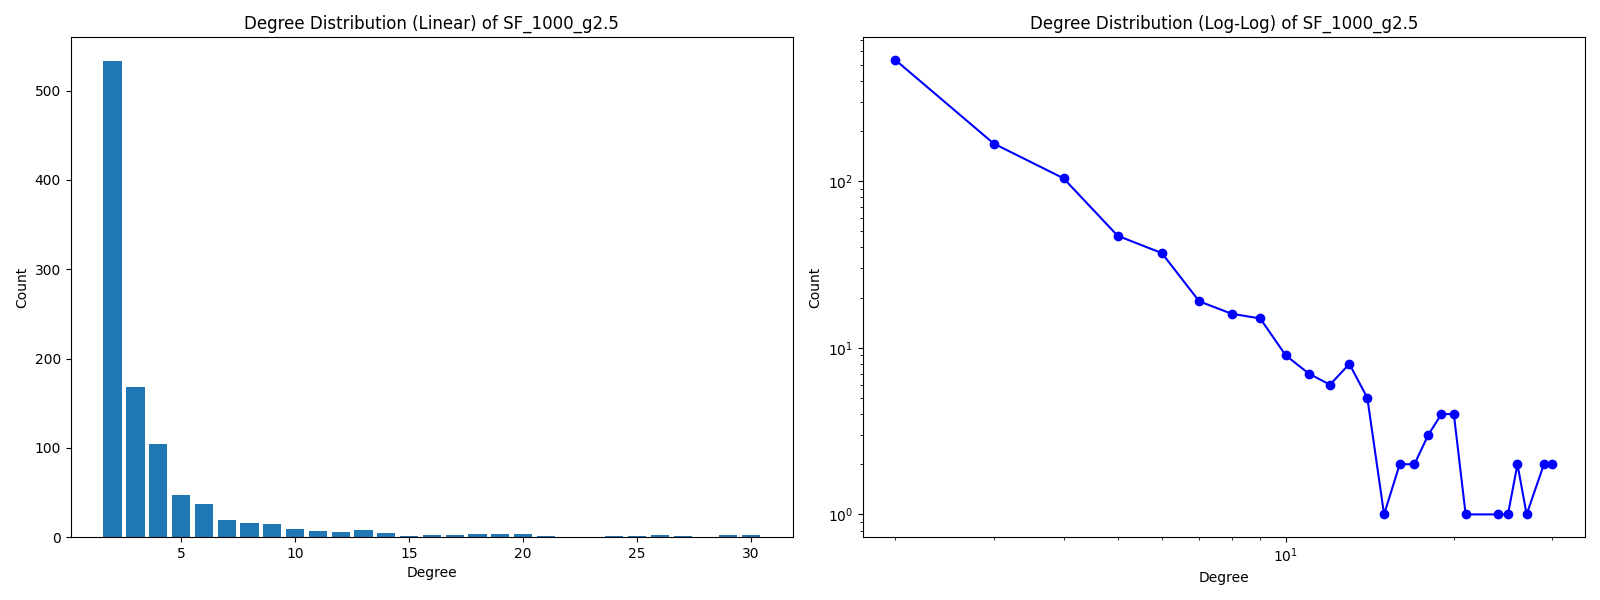 Degree Distribution (Linear) of SF_1000_g2.5
500
400
300
200
100
0
Count
5
10
15
20
25
30
Degree
Degree Distribution (Log-Log) of SF_1000_g2.5
10²
10¹
10⁰
Count
10¹
Degree